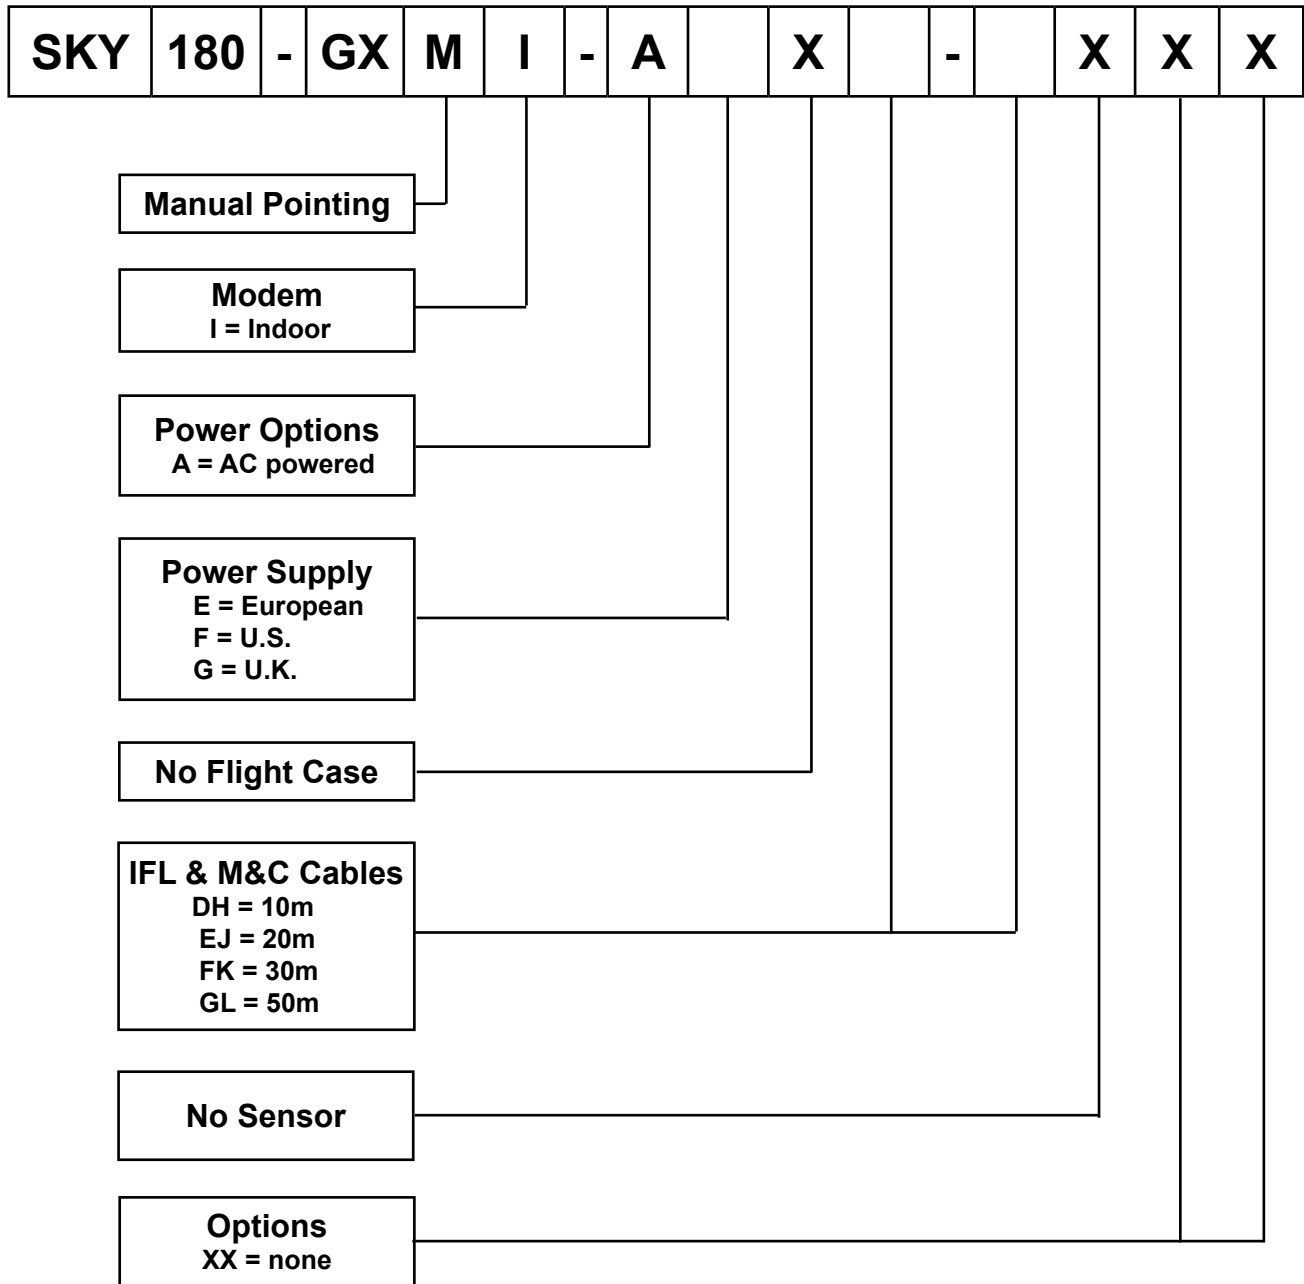 SKY 180 - GX M I - A X - X X X
Manual Pointing
Modem
I = Indoor
Power Options
A = AC powered
Power Supply
E = European
F = U.S.
G = U.K.
No Flight Case
IFL & M&C Cables
DH = 10m
EJ = 20m
FK = 30m
GL = 50m
No Sensor
Options
XX = none